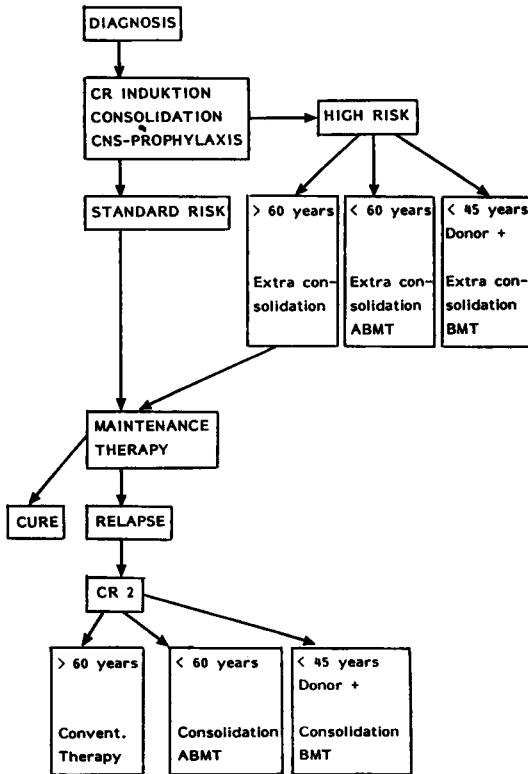 DIAGNOSIS
CR INDUKTION
CONSOLIDATION
CNS-PROPHYLAXIS
HIGH RISK
STANDARD RISK
> 60 years
Extra con-
solidation
< 60 years
Extra con-
solidation
ABMT
< 45 years
Donor +
Extra con-
solidation
BMT
MAINTENANCE
THERAPY
CURE
RELAPSE
CR 2
> 60 years
Convent.
Therapy
< 60 years
Consolidation
ABMT
< 45 years
Donor +
Consolidation
BMT